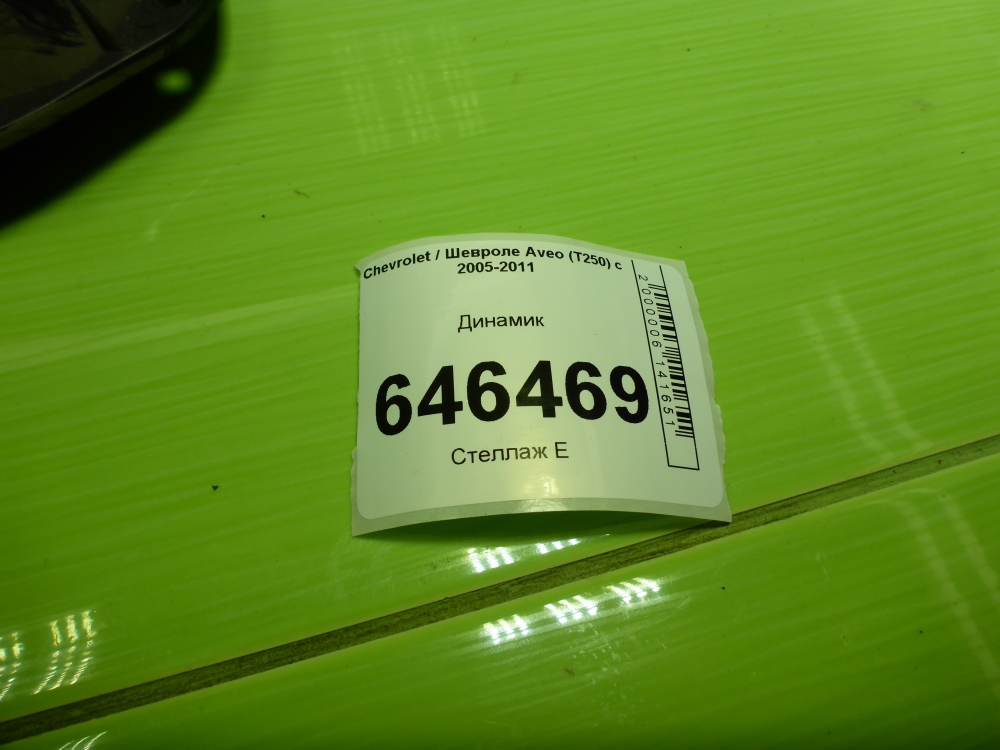 Chevrolet / Шевроле Aveo (T250) с
2005-2011
Динамик
646469
Стеллаж Е
2000006141651